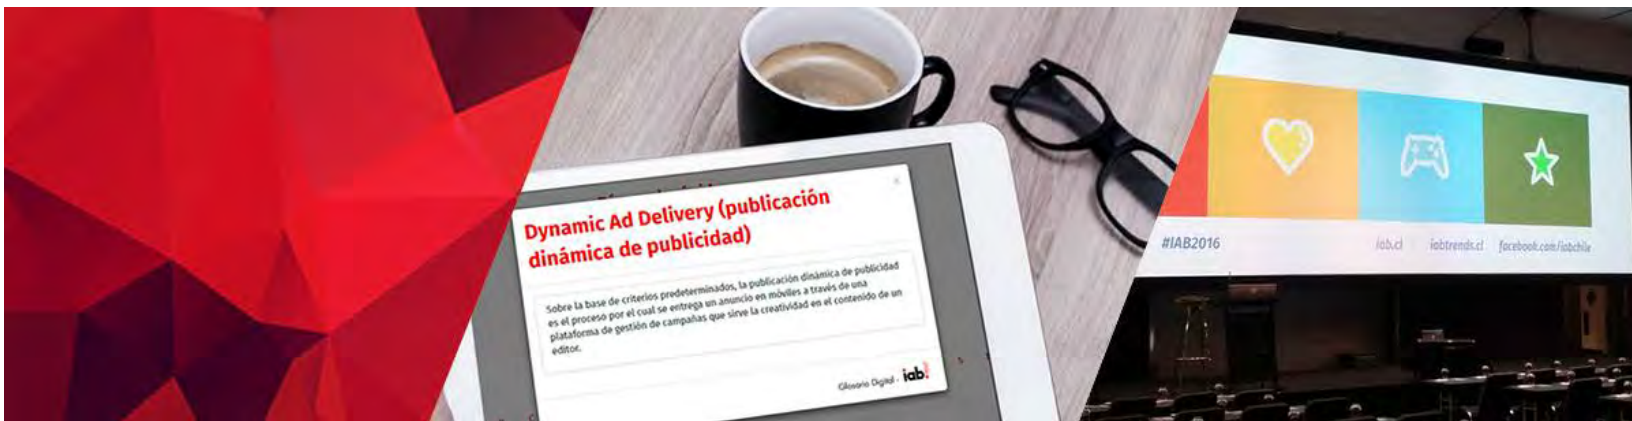 Dynamic Ad Delivery (publicación
dinámica de publicidad)
Sobre la base de criterios predeterminados, la publicación dinámica de publicidad
es el proceso por el cual se entrega un anuncio en móviles a través de una
plataforma de gestión de campañas que sirve la creatividad en el contenido de un
editor.
Glosario Digital - iab!
#IAB2016
iab.cl iabtrends.cl facebook.com/iabchile